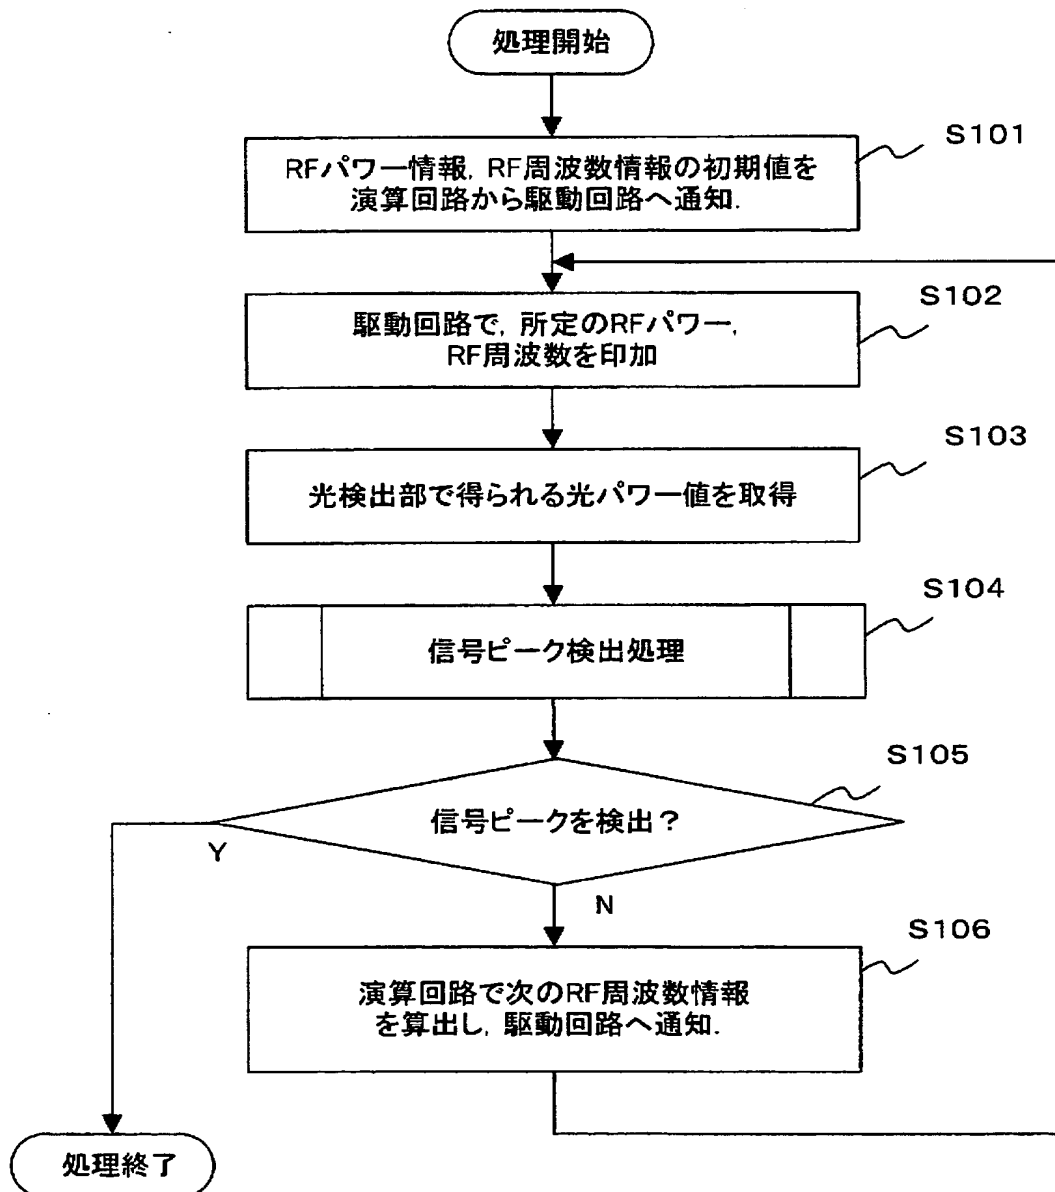 処理開始
S101
RFパワー情報, RF周波数情報の初期値を
演算回路から駆動回路へ通知.
S102
駆動回路で, 所定のRFパワー,
RF周波数を印加
S103
光検出部で得られる光パワー値を取得
S104
信号ピーク検出処理
S105
信号ピークを検出？
Y
N
S106
演算回路で次のRF周波数情報
を算出し, 駆動回路へ通知.
処理終了